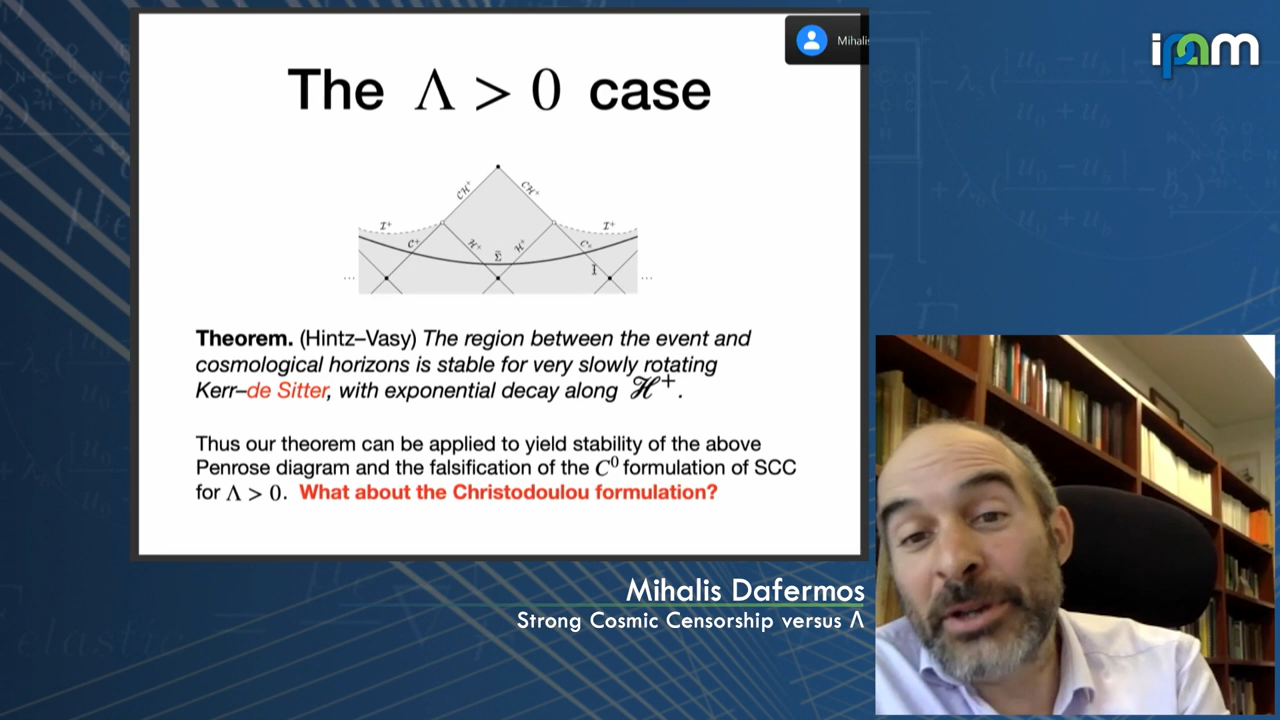 ipam
Mihalis
The Λ > 0 case
CH⁺ CH⁺
I⁺ I⁺
C⁺ H⁺ Σ̃ H⁺ C⁺
... ...
Theorem. (Hintz–Vasy) The region between the event and
cosmological horizons is stable for very slowly rotating
Kerr–de Sitter, with exponential decay along ℋ⁺.
Thus our theorem can be applied to yield stability of the above
Penrose diagram and the falsification of the C⁰ formulation of SCC
for Λ > 0. What about the Christodoulou formulation?
Mihalis Dafermos
Strong Cosmic Censorship versus Λ